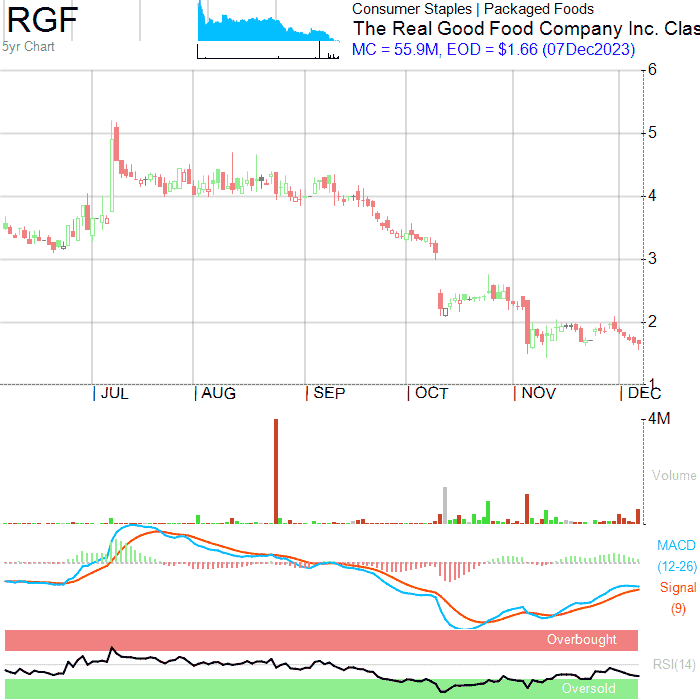 RGF
5yr Chart
Consumer Staples | Packaged Foods
The Real Good Food Company Inc. Clas
MC = 55.9M, EOD = $1.66 (07Dec2023)
6
5
4
3
2
1
JUL
AUG
SEP
OCT
NOV
DEC
4M
Volume
MACD
(12-26)
Signal
(9)
Overbought
RSI(14)
Oversold